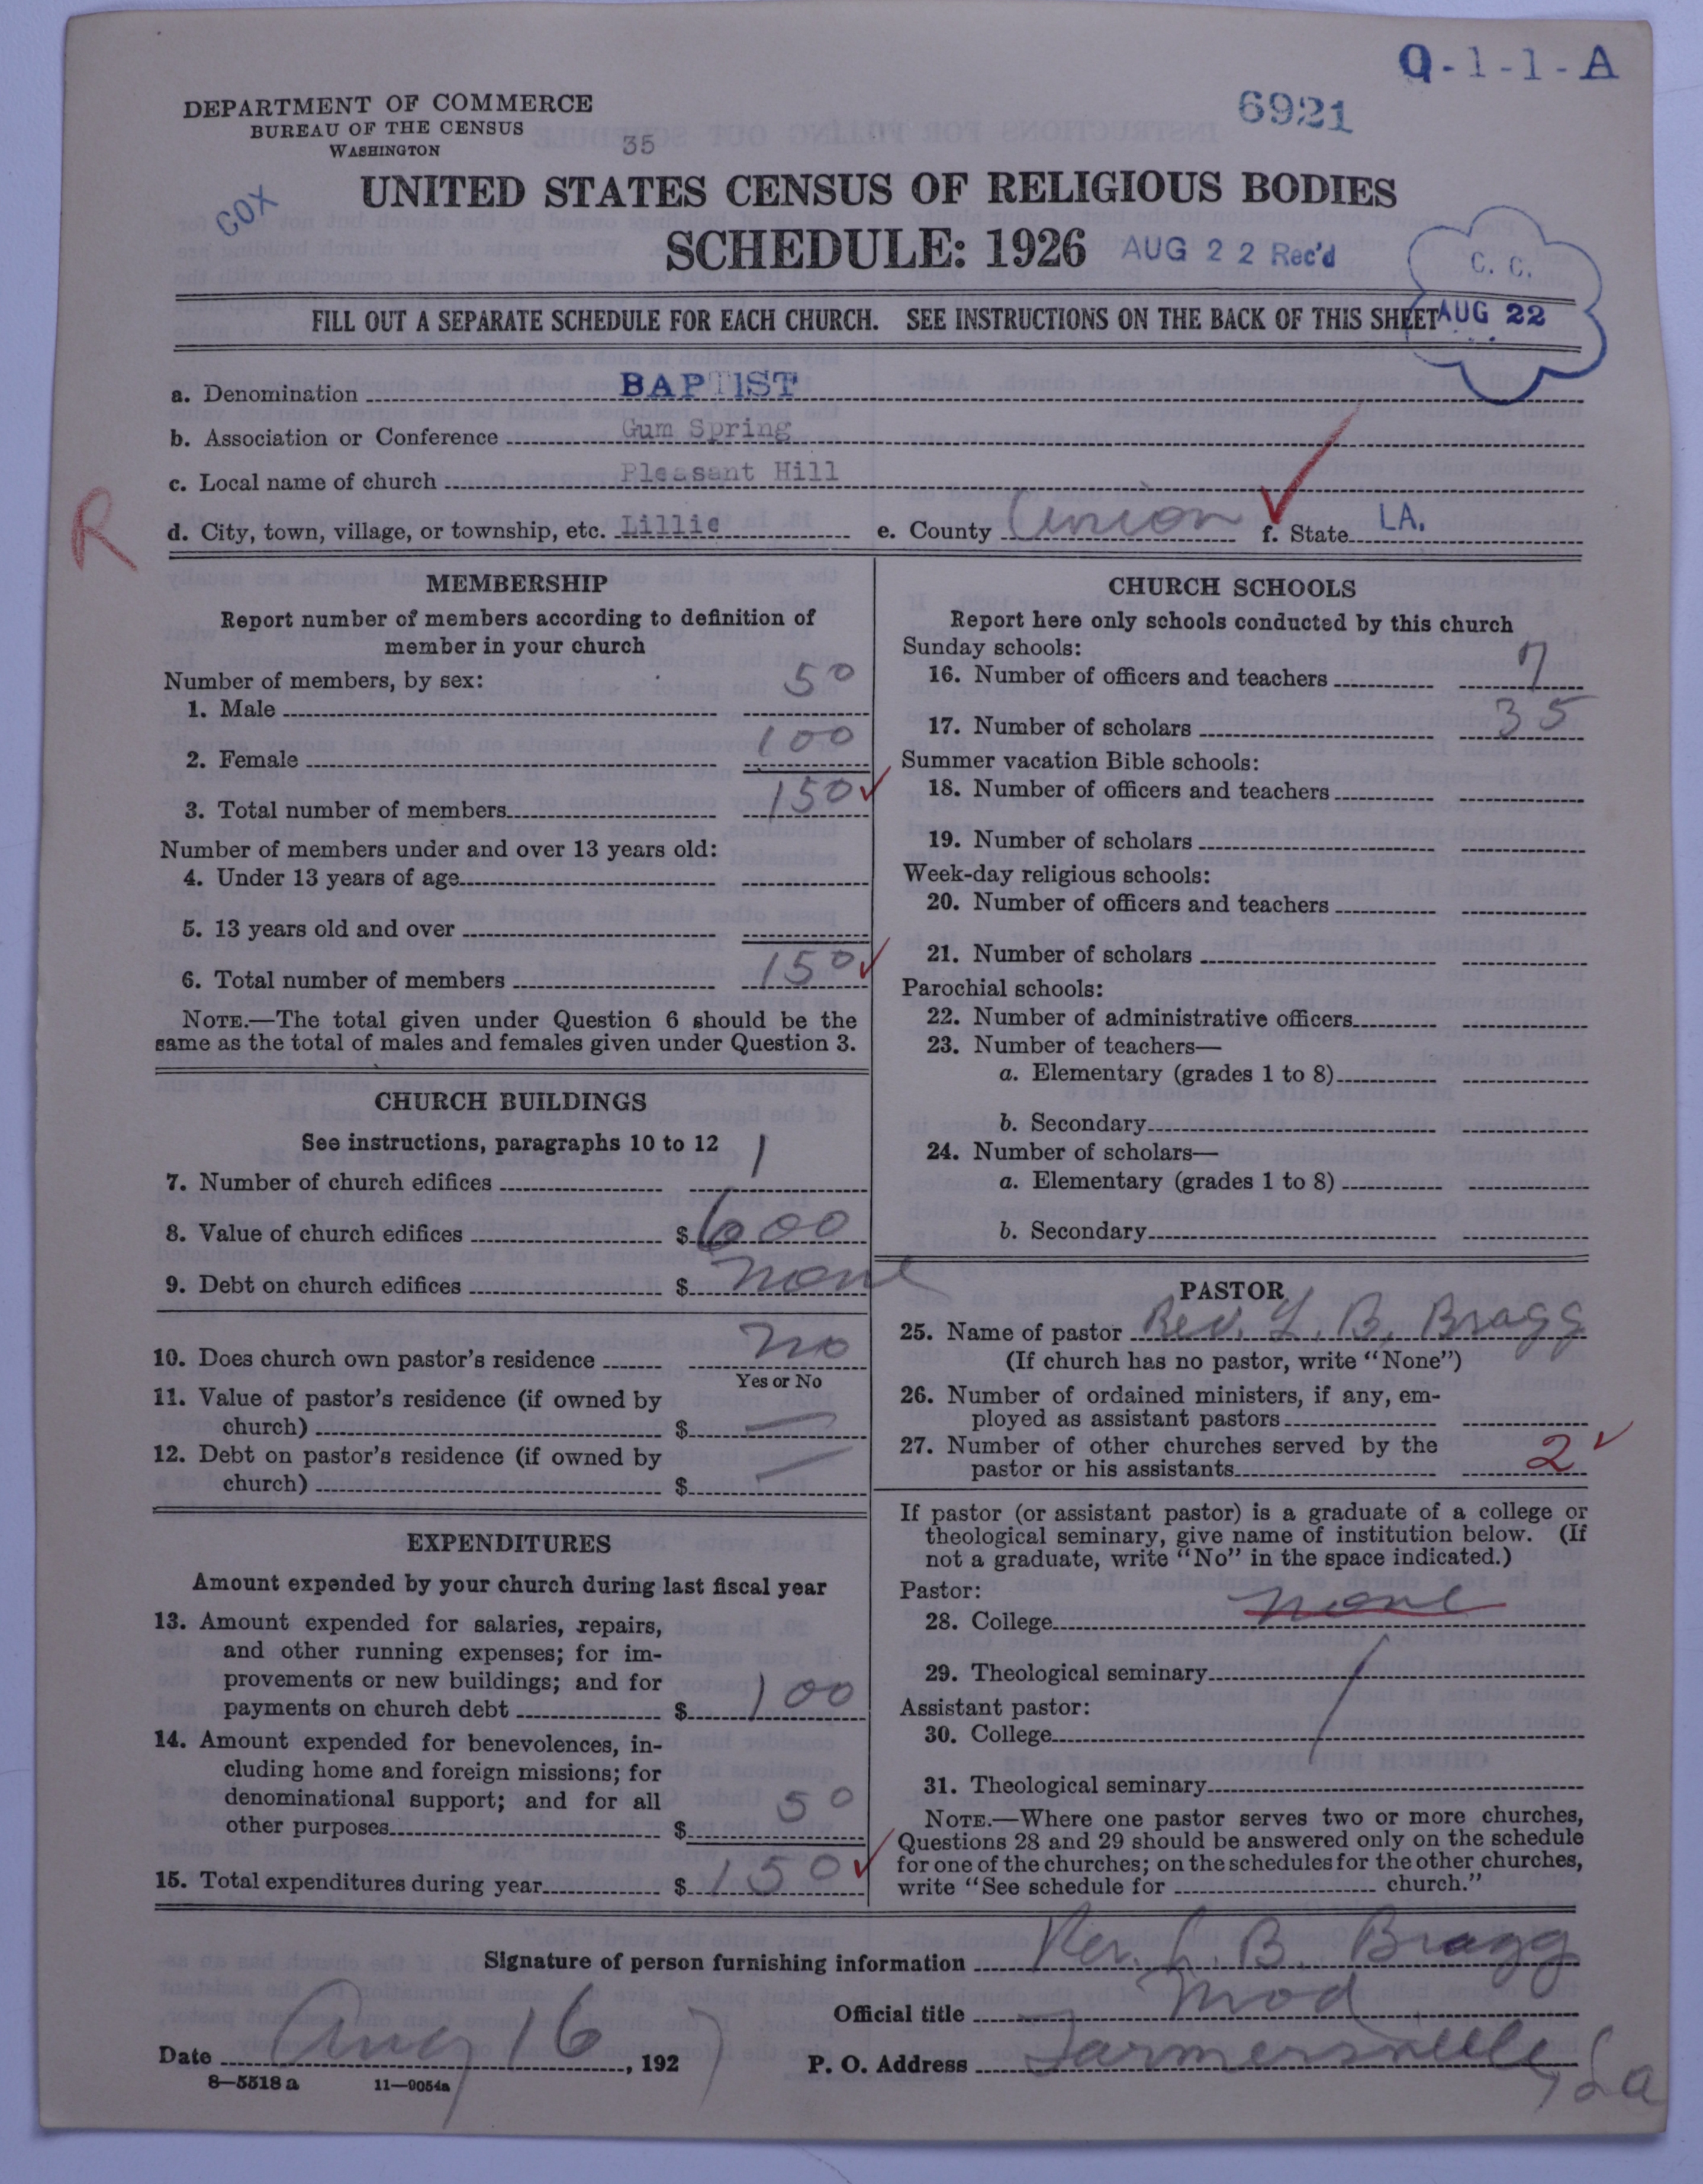 Q-1-1-A
6921
DEPARTMENT OF COMMERCE
BUREAU OF THE CENSUS
WASHINGTON
35
COX
UNITED STATES CENSUS OF RELIGIOUS BODIES
SCHEDULE: 1926 AUG 22 Rec'd
C. C.
AUG 22
FILL OUT A SEPARATE SCHEDULE FOR EACH CHURCH. SEE INSTRUCTIONS ON THE BACK OF THIS SHEET
a. Denomination BAPTIST
b. Association or Conference Gum Spring
c. Local name of church Pleasant Hill
R
d. City, town, village, or township, etc. Lillie e. County Union f. State LA.
MEMBERSHIP
Report number of members according to definition of
member in your church
Number of members, by sex:
1. Male 50
2. Female 100
3. Total number of members 150
Number of members under and over 13 years old:
4. Under 13 years of age
5. 13 years old and over
6. Total number of members 150
NOTE.—The total given under Question 6 should be the
same as the total of males and females given under Question 3.
CHURCH BUILDINGS
See instructions, paragraphs 10 to 12
7. Number of church edifices 1
8. Value of church edifices $ 600
9. Debt on church edifices $ none
10. Does church own pastor's residence no
Yes or No
11. Value of pastor's residence (if owned by
church) $ —
12. Debt on pastor's residence (if owned by
church) $ —
EXPENDITURES
Amount expended by your church during last fiscal year
13. Amount expended for salaries, repairs,
and other running expenses; for im-
provements or new buildings; and for
payments on church debt $ 100
14. Amount expended for benevolences, in-
cluding home and foreign missions; for
denominational support; and for all
other purposes $ 50
15. Total expenditures during year $ 150
CHURCH SCHOOLS
Report here only schools conducted by this church
Sunday schools:
16. Number of officers and teachers 7
17. Number of scholars 35
Summer vacation Bible schools:
18. Number of officers and teachers
19. Number of scholars
Week-day religious schools:
20. Number of officers and teachers
21. Number of scholars
Parochial schools:
22. Number of administrative officers
23. Number of teachers—
a. Elementary (grades 1 to 8)
b. Secondary
24. Number of scholars—
a. Elementary (grades 1 to 8)
b. Secondary
PASTOR
25. Name of pastor Rev. L. B. Bragg
(If church has no pastor, write "None")
26. Number of ordained ministers, if any, em-
ployed as assistant pastors
27. Number of other churches served by the
pastor or his assistants 2
If pastor (or assistant pastor) is a graduate of a college or
theological seminary, give name of institution below. (If
not a graduate, write "No" in the space indicated.)
Pastor:
28. College none
29. Theological seminary
Assistant pastor:
30. College
31. Theological seminary
NOTE.—Where one pastor serves two or more churches,
Questions 28 and 29 should be answered only on the schedule
for one of the churches; on the schedules for the other churches,
write "See schedule for church."
Signature of person furnishing information Rev. L. B. Bragg
Official title Mod
Date Aug 16, 1927 P. O. Address Farmersville, La
8—5518 a 11—9054a